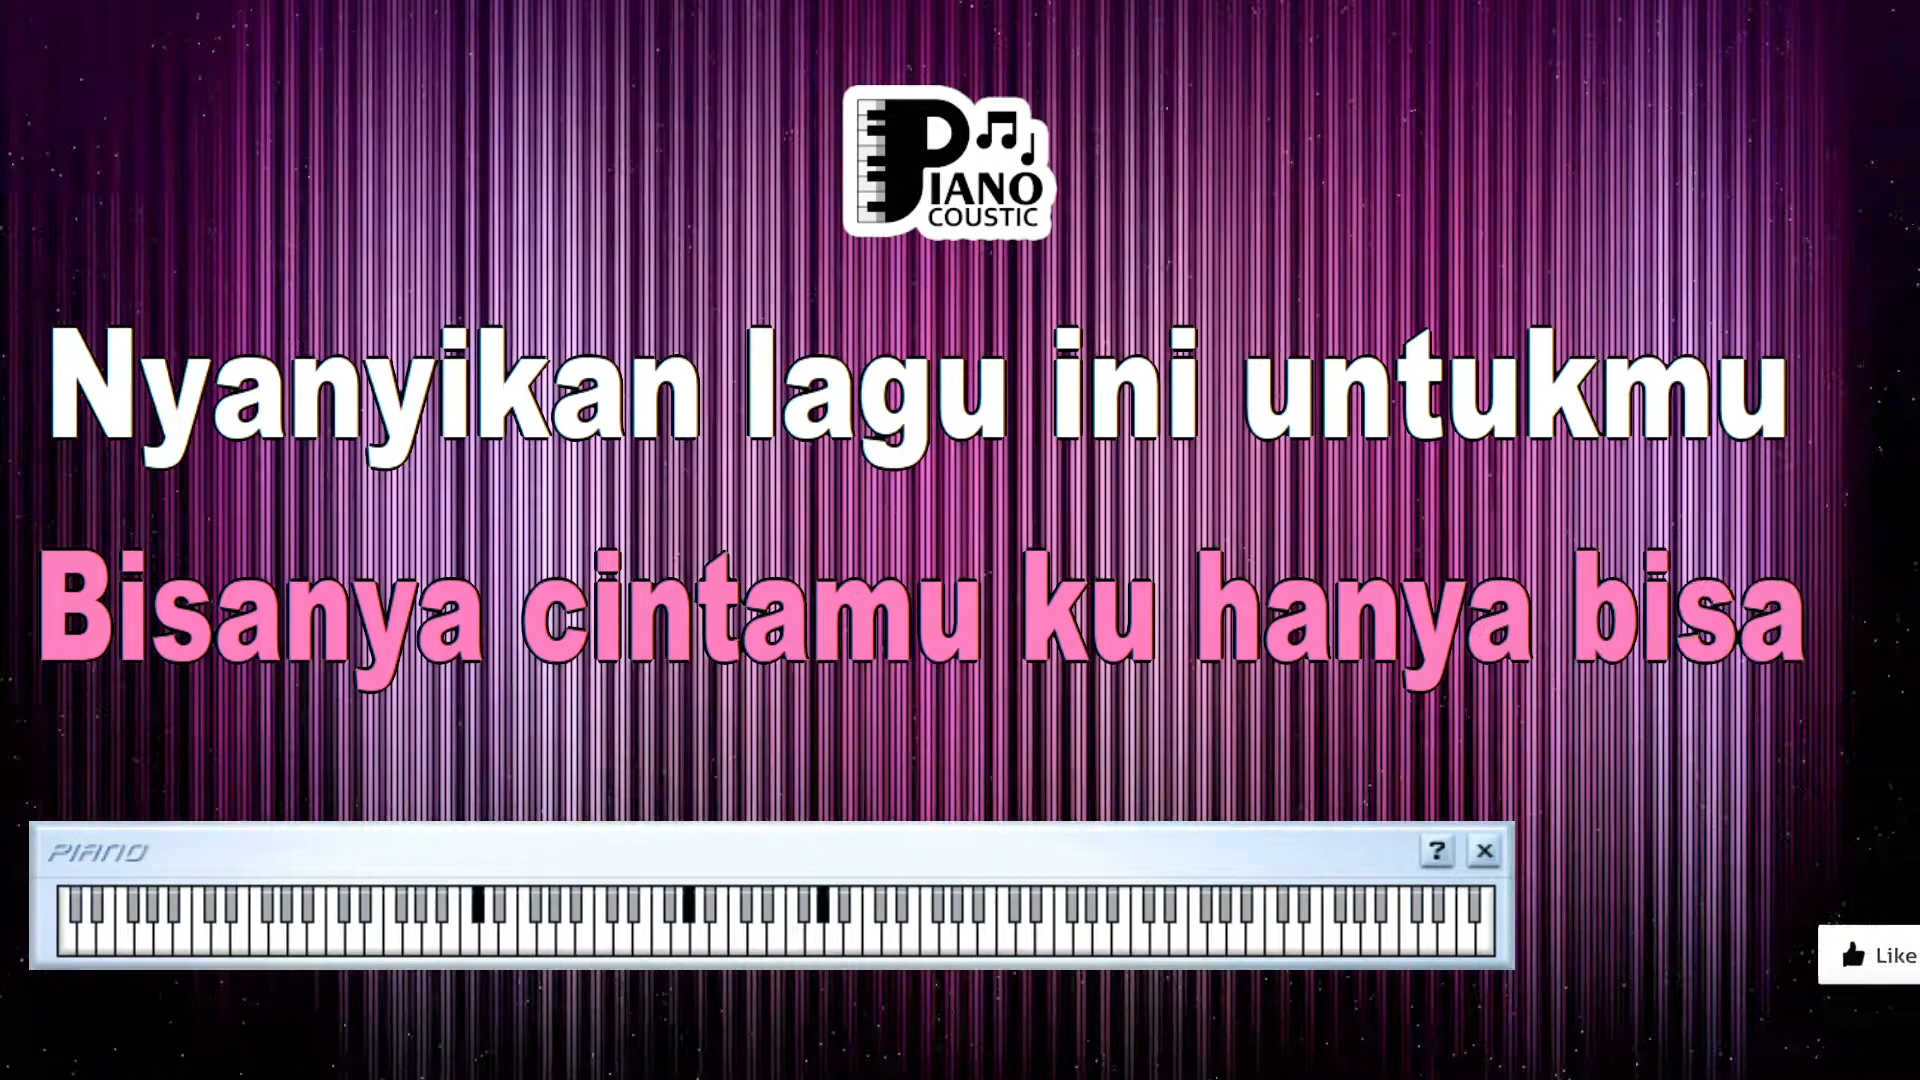 PIANO
COUSTIC
Nyanyikan lagu ini untukmu
Bisanya cintamu ku hanya bisa
PIANO
? x
Like